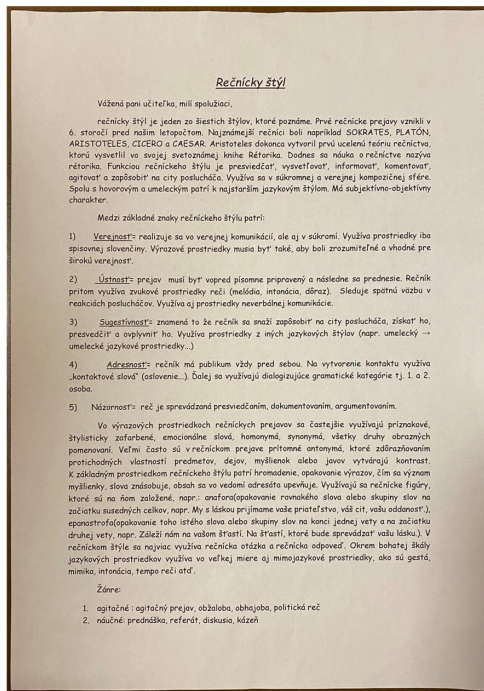 Rečnícky štýl
Vážená pani učiteľka, milí spolužiaci,
rečnícky štýl je jeden zo šiestich štýlov, ktoré poznáme. Prvé rečnícke prejavy vznikli v
6. storočí pred našim letopočtom. Najznámejší rečníci boli napríklad SOKRATES, PLATÓN,
ARISTOTELES, CICERO a CAESAR. Aristoteles dokonca vytvoril prvú ucelenú teóriu rečníctva,
ktorú vysvetlil vo svojej svetoznámej knihe Rétorika. Dodnes sa náuka o rečníctve nazýva
rétorika. Funkciou rečníckeho štýlu je presviedčať, vysvetľovať, informovať, komentovať,
agitovať a zapôsobiť na city poslucháča. Využíva sa v súkromnej a verejnej kompozičnej sfére.
Spolu s hovorovým a umeleckým patrí k najstarším jazykovým štýlom. Má subjektívno-objektívny
charakter.
Medzi základné znaky rečníckeho štýlu patrí:
1) Verejnosť= realizuje sa vo verejnej komunikácií, ale aj v súkromí. Využíva prostriedky iba
spisovnej slovenčiny. Výrazové prostriedky musia byť také, aby boli zrozumiteľné a vhodné pre
širokú verejnosť.
2) Ústnosť= prejav musí byť vopred písomne pripravený a následne sa prednesie. Rečník
pritom využíva zvukové prostriedky reči (melódia, intonácia, dôraz). Sleduje spätnú väzbu v
reakciách poslucháčov. Využíva aj prostriedky neverbálnej komunikácie.
3) Sugestívnosť= znamená to že rečník sa snaží zapôsobiť na city poslucháča, získať ho,
presvedčiť a ovplyvniť ho. Využíva prostriedky z iných jazykových štýlov (napr. umelecký →
umelecké jazykové prostriedky...)
4) Adresnosť= rečník má publikum vždy pred sebou. Na vytvorenie kontaktu využíva
„kontaktové slová" (oslovenie...). Ďalej sa využívajú dialogizujúce gramatické kategórie tj. 1. a 2.
osoba.
5) Názornosť= reč je sprevádzaná presviedčaním, dokumentovaním, argumentovaním.
Vo výrazových prostriedkoch rečníckych prejavov sa častejšie využívajú príznakové,
štylisticky zafarbené, emocionálne slová, homonymá, synonymá, všetky druhy obrazných
pomenovaní. Veľmi často sú v rečníckom prejave prítomné antonymá, ktoré zdôrazňovaním
protichodných vlastností predmetov, dejov, myšlienok alebo javov vytvárajú kontrast.
K základným prostriedkom rečníckeho štýlu patrí hromadenie, opakovanie výrazov, čím sa význam
myšlienky, slova znásobuje, obsah sa vo vedomí adresáta upevňuje. Využívajú sa rečnícke figúry,
ktoré sú na ňom založené, napr.: anafora(opakovanie rovnakého slova alebo skupiny slov na
začiatku susedných celkov, napr. My s láskou prijímame vaše priateľstvo, váš cit, vašu oddanosť.),
epanastrofa(opakovanie toho istého slova alebo skupiny slov na konci jednej vety a na začiatku
druhej vety, napr. Záleží nám na vašom šťastí. Na šťastí, ktoré bude sprevádzať vašu lásku.). V
rečníckom štýle sa najviac využíva rečnícka otázka a rečnícka odpoveď. Okrem bohatej škály
jazykových prostriedkov využíva vo veľkej miere aj mimojazykové prostriedky, ako sú gestá,
mimika, intonácia, tempo reči atď.
Žánre:
1. agitačné : agitačný prejav, obžaloba, obhajoba, politická reč
2. náučné: prednáška, referát, diskusia, kázeň